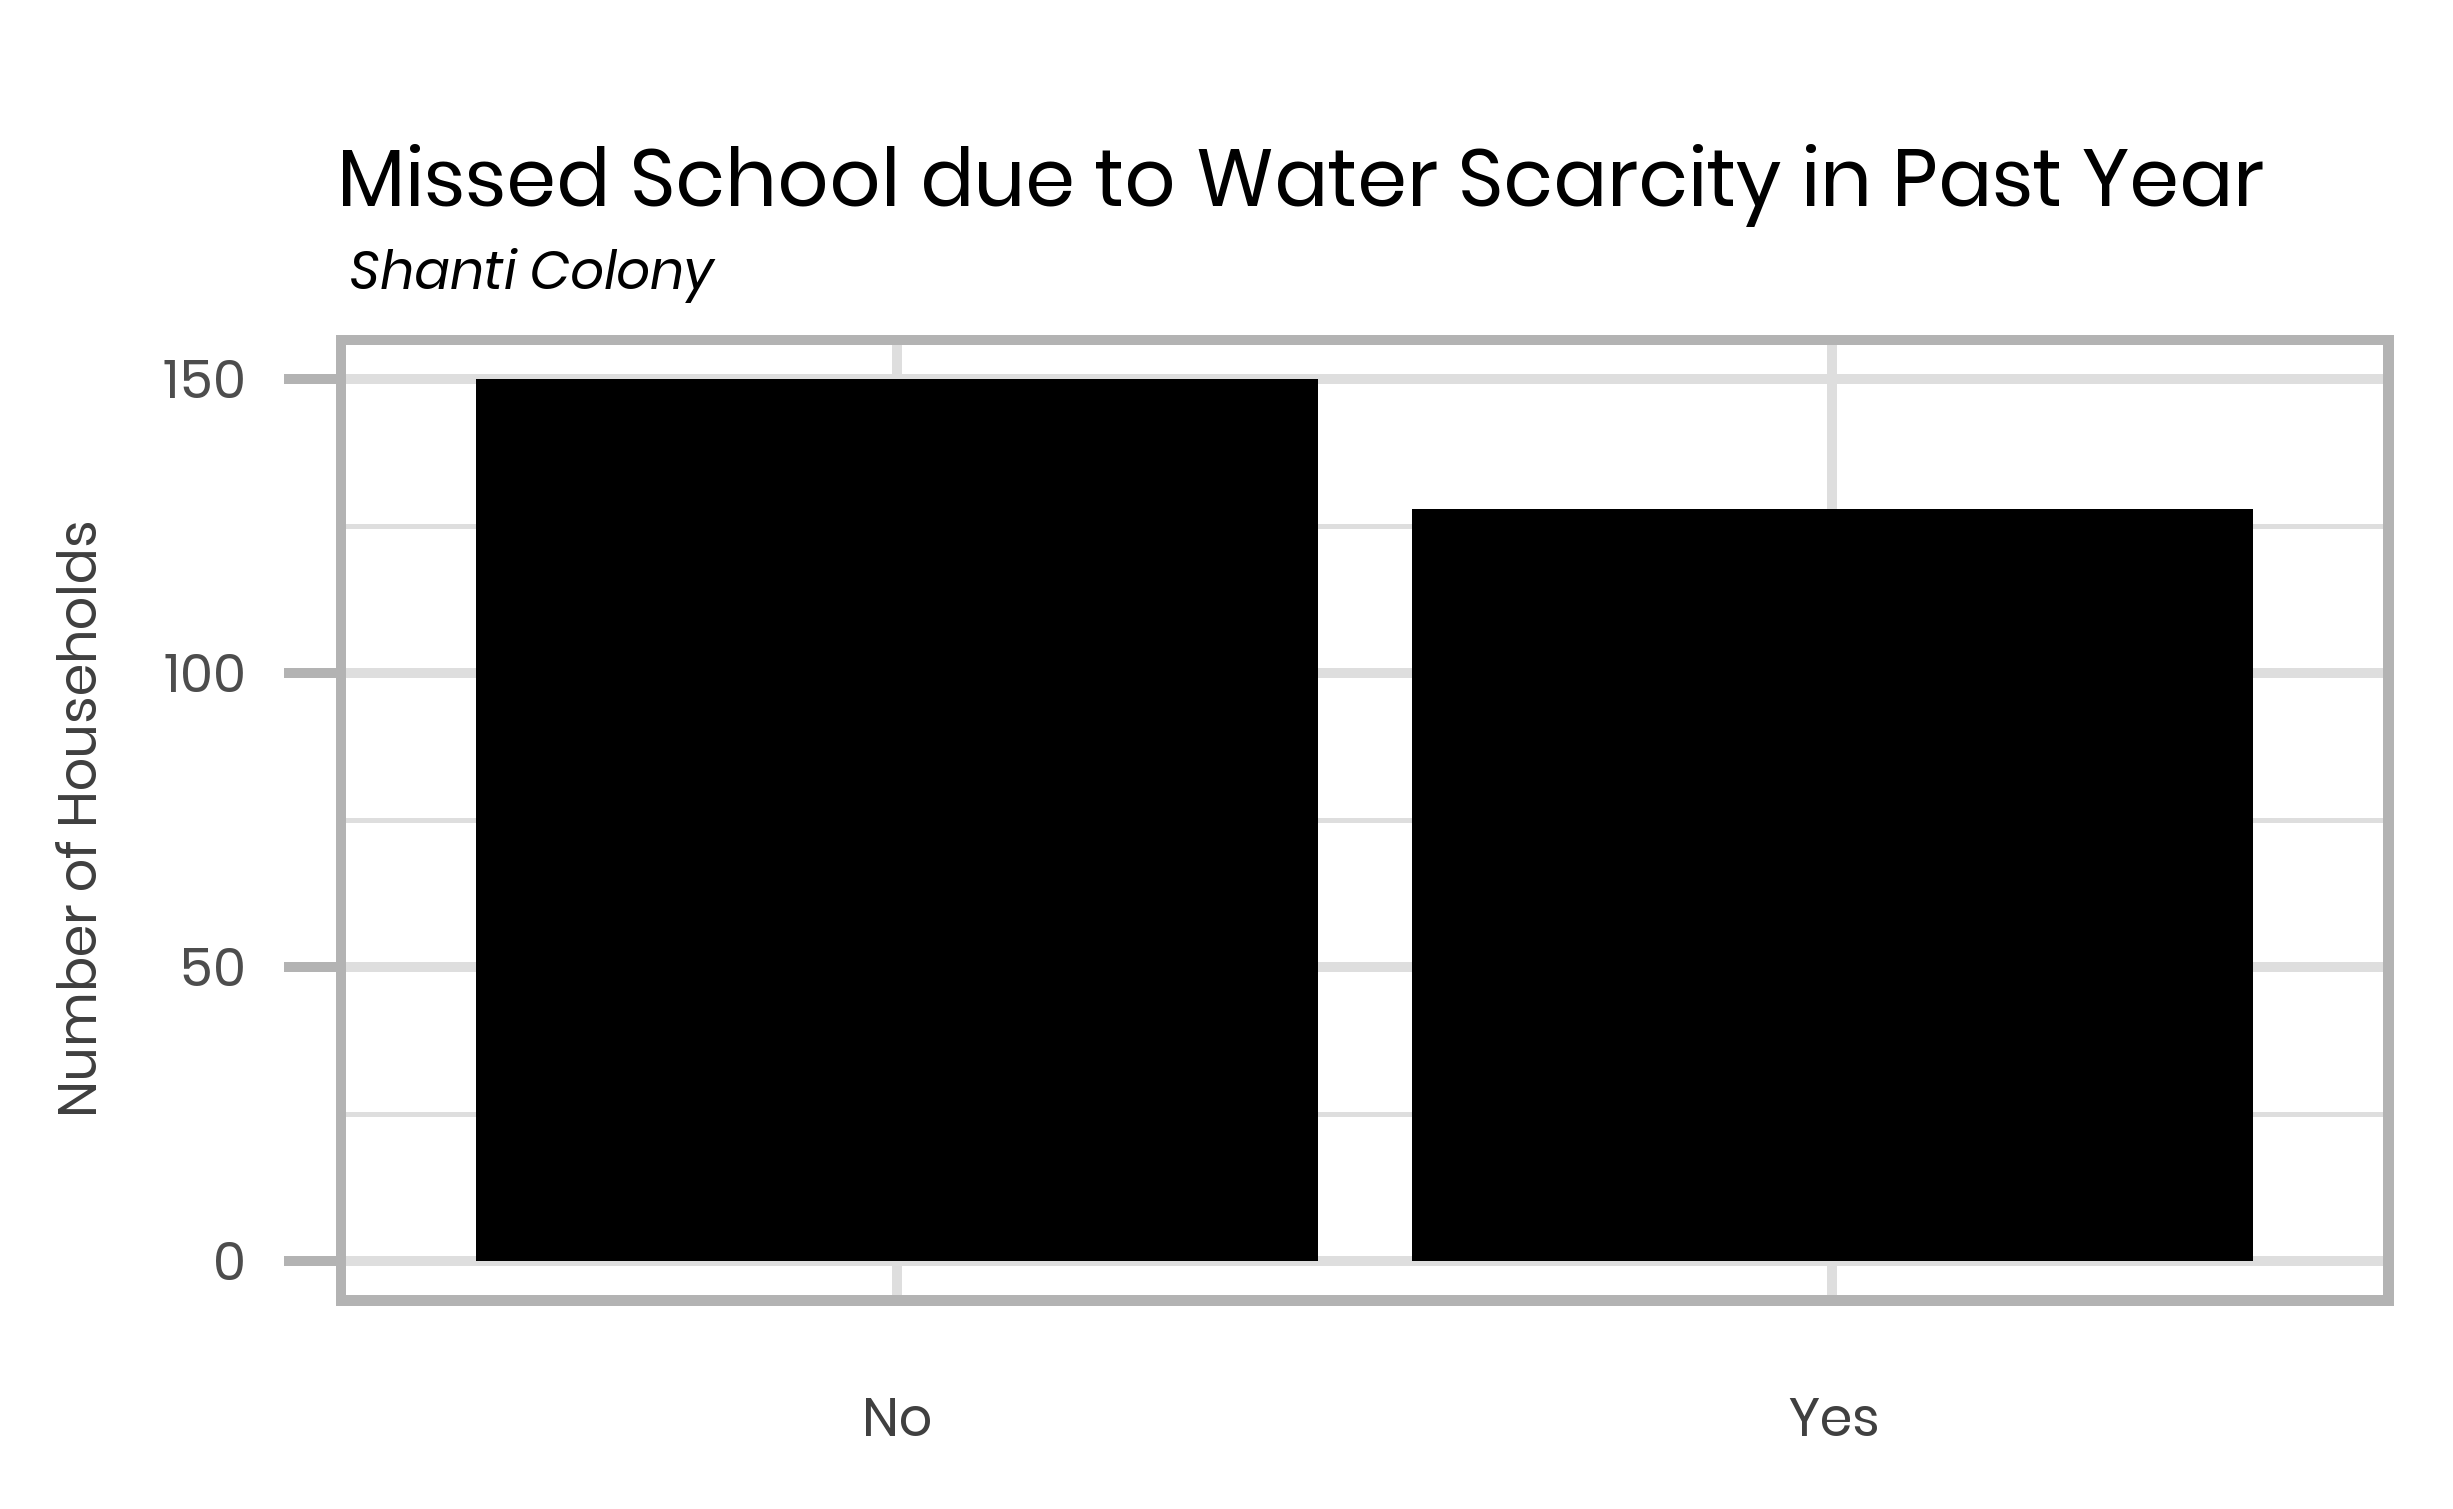 Missed School due to Water Scarcity in Past Year
Shanti Colony
Number of Households
150
100
50
0
No
Yes